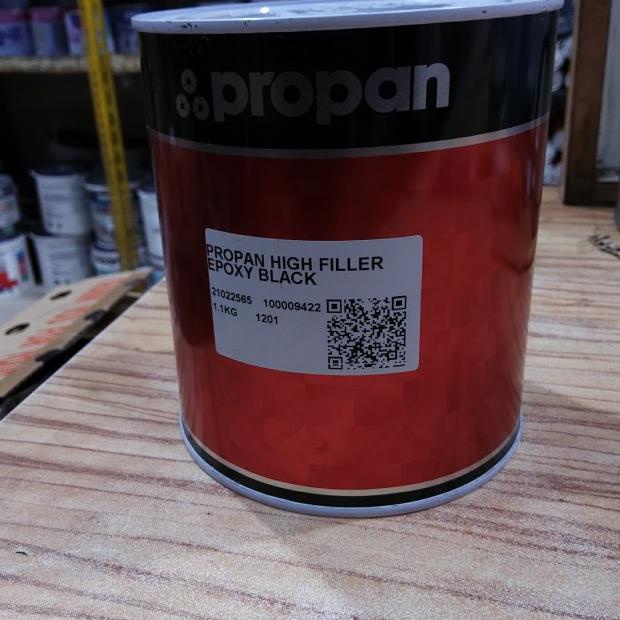 propan
PROPAN HIGH FILLER
EPOXY BLACK
21022565 100009422
1.1KG 1201